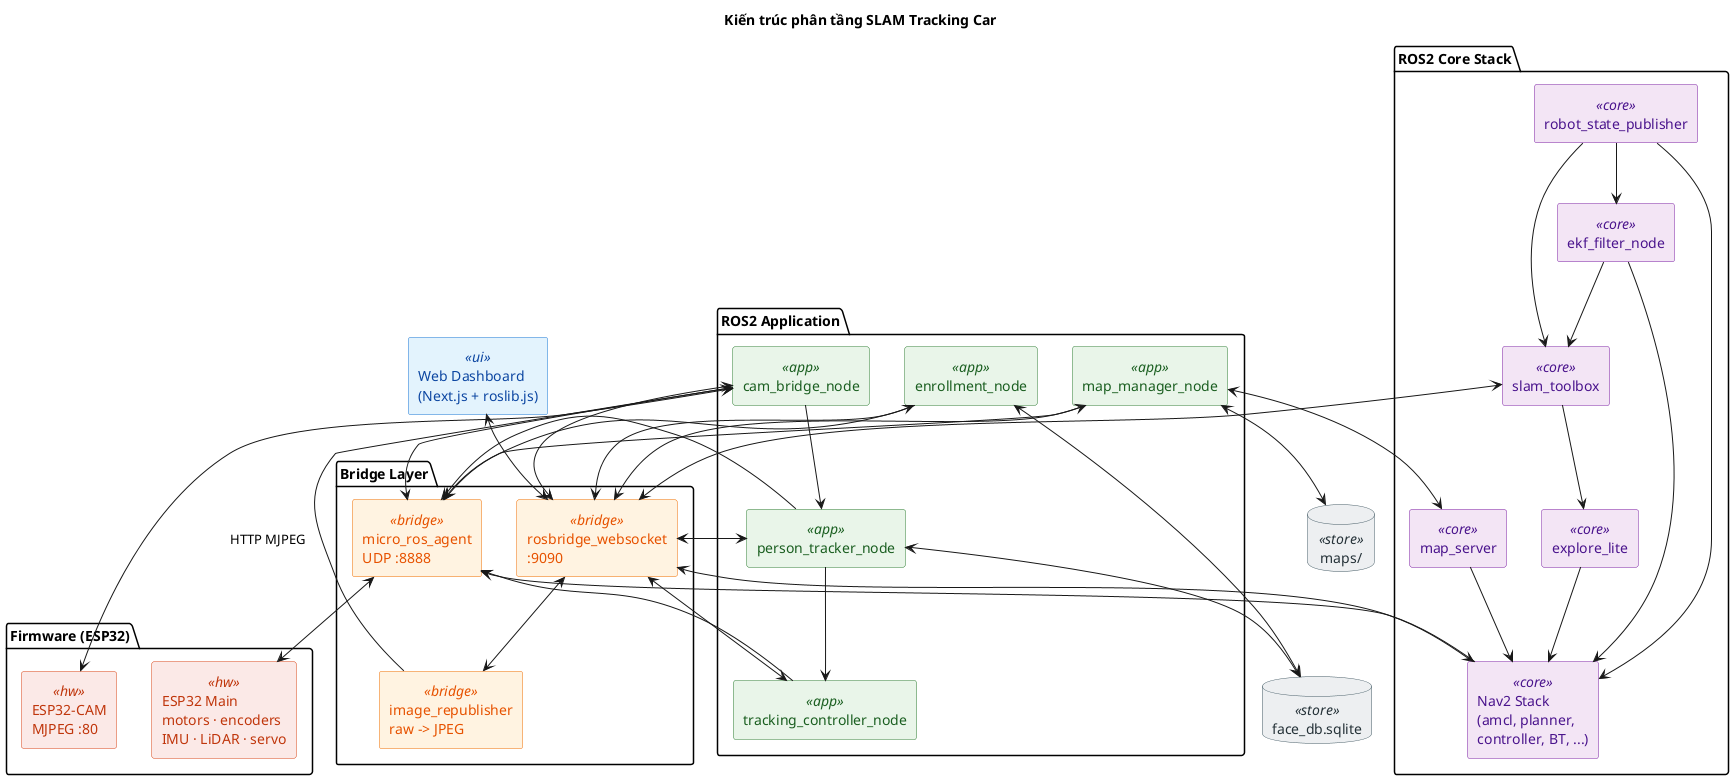 Kiến trúc phân tầng SLAM Tracking Car
ROS2 Core Stack
«core»
robot_state_publisher
«core»
ekf_filter_node
«core»
slam_toolbox
«core»
map_server
«core»
explore_lite
«core»
Nav2 Stack
(amcl, planner,
controller, BT, ...)
ROS2 Application
«app»
cam_bridge_node
«app»
enrollment_node
«app»
map_manager_node
«app»
person_tracker_node
«app»
tracking_controller_node
«ui»
Web Dashboard
(Next.js + roslib.js)
Bridge Layer
«bridge»
micro_ros_agent
UDP :8888
«bridge»
rosbridge_websocket
:9090
«bridge»
image_republisher
raw -> JPEG
HTTP MJPEG
Firmware (ESP32)
«hw»
ESP32-CAM
MJPEG :80
«hw»
ESP32 Main
motors · encoders
IMU · LiDAR · servo
«store»
maps/
«store»
face_db.sqlite